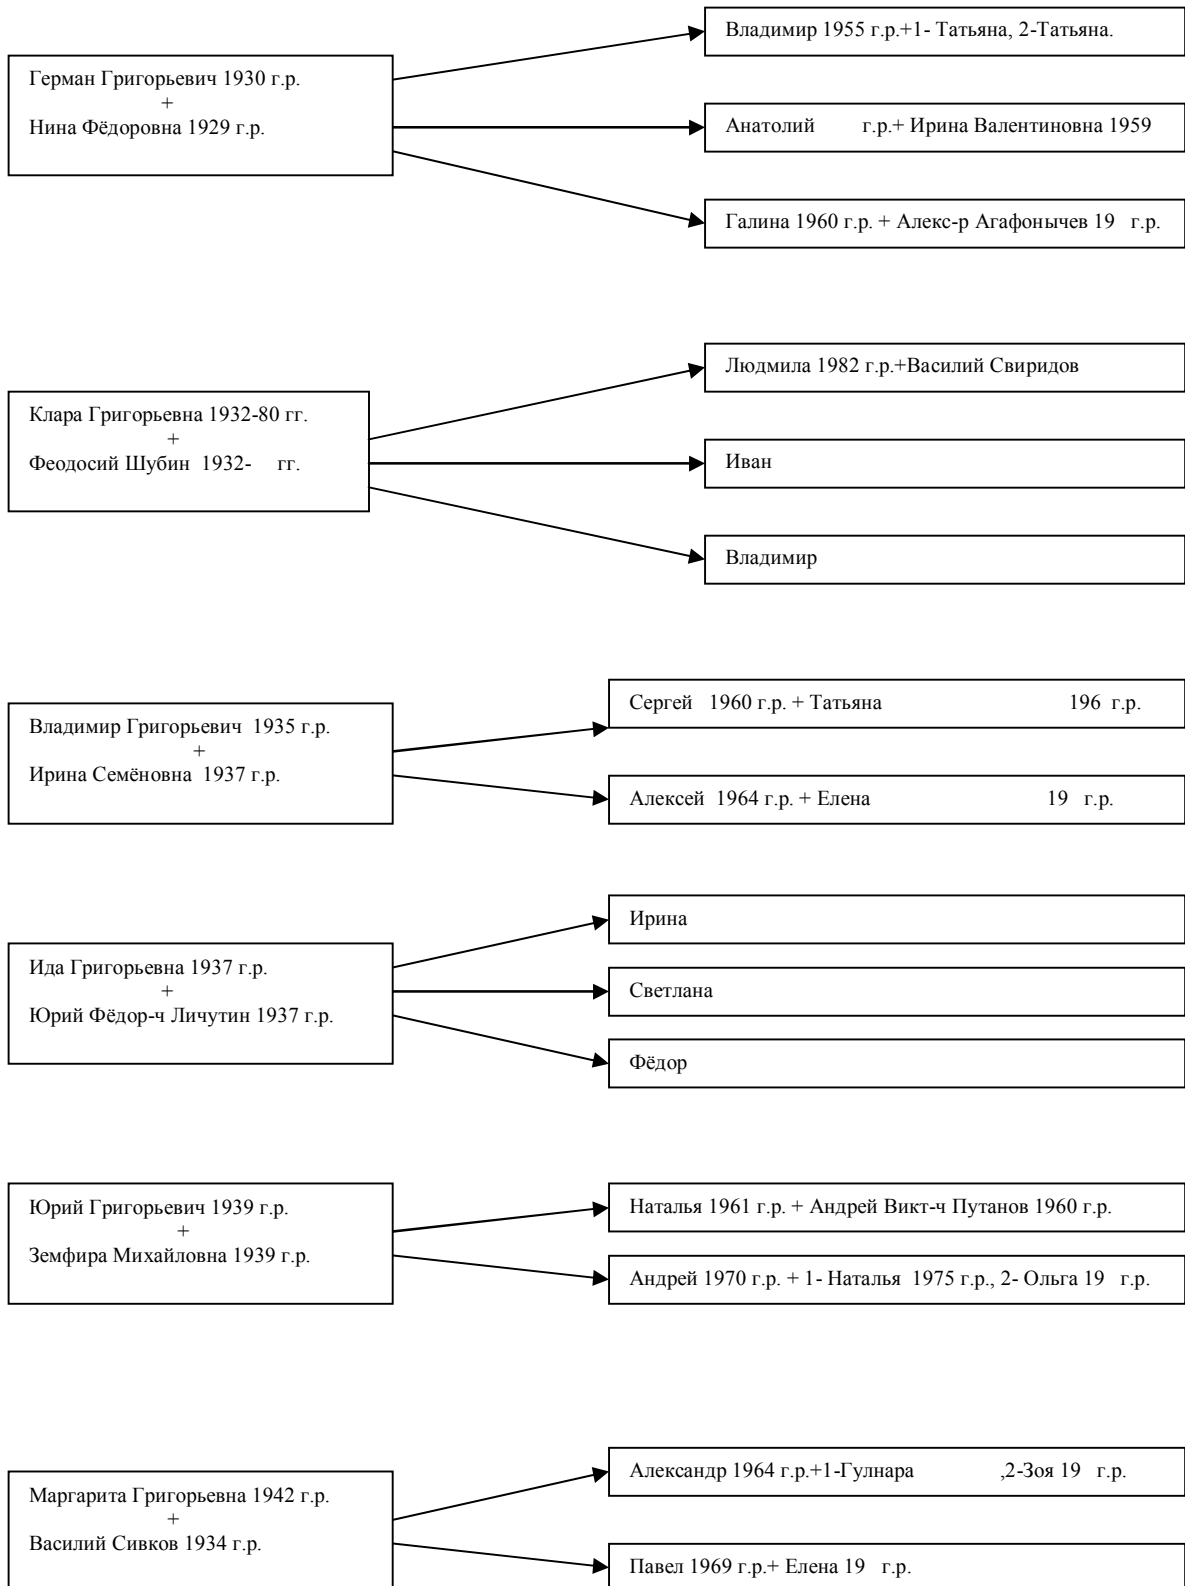 Герман Григорьевич 1930 г.р.
+
Нина Фёдоровна 1929 г.р.
Владимир 1955 г.р.+1- Татьяна, 2-Татьяна.
Анатолий г.р.+ Ирина Валентиновна 1959
Галина 1960 г.р. + Алекс-р Агафонычев 19 г.р.
Клара Григорьевна 1932-80 гг.
+
Феодосий Шубин 1932- гг.
Людмила 1982 г.р.+Василий Свиридов
Иван
Владимир
Владимир Григорьевич 1935 г.р.
+
Ирина Семёновна 1937 г.р.
Сергей 1960 г.р. + Татьяна 196 г.р.
Алексей 1964 г.р. + Елена 19 г.р.
Ида Григорьевна 1937 г.р.
+
Юрий Фёдор-ч Личутин 1937 г.р.
Ирина
Светлана
Фёдор
Юрий Григорьевич 1939 г.р.
+
Земфира Михайловна 1939 г.р.
Наталья 1961 г.р. + Андрей Викт-ч Путанов 1960 г.р.
Андрей 1970 г.р. + 1- Наталья 1975 г.р., 2- Ольга 19 г.р.
Маргарита Григорьевна 1942 г.р.
+
Василий Сивков 1934 г.р.
Александр 1964 г.р.+1-Гулнара ,2-Зоя 19 г.р.
Павел 1969 г.р.+ Елена 19 г.р.